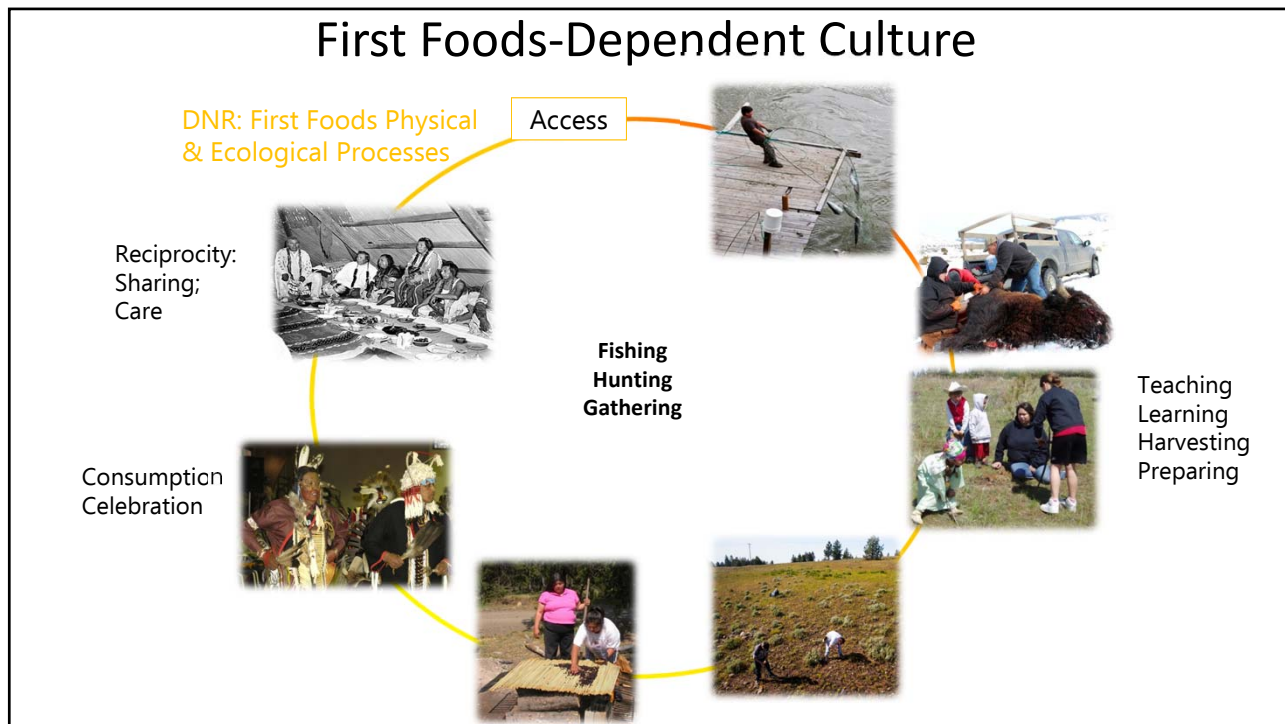 First Foods-Dependent Culture
DNR: First Foods Physical
& Ecological Processes
Access
Reciprocity:
Sharing;
Care
Fishing
Hunting
Gathering
Teaching
Learning
Harvesting
Preparing
Consumption
Celebration